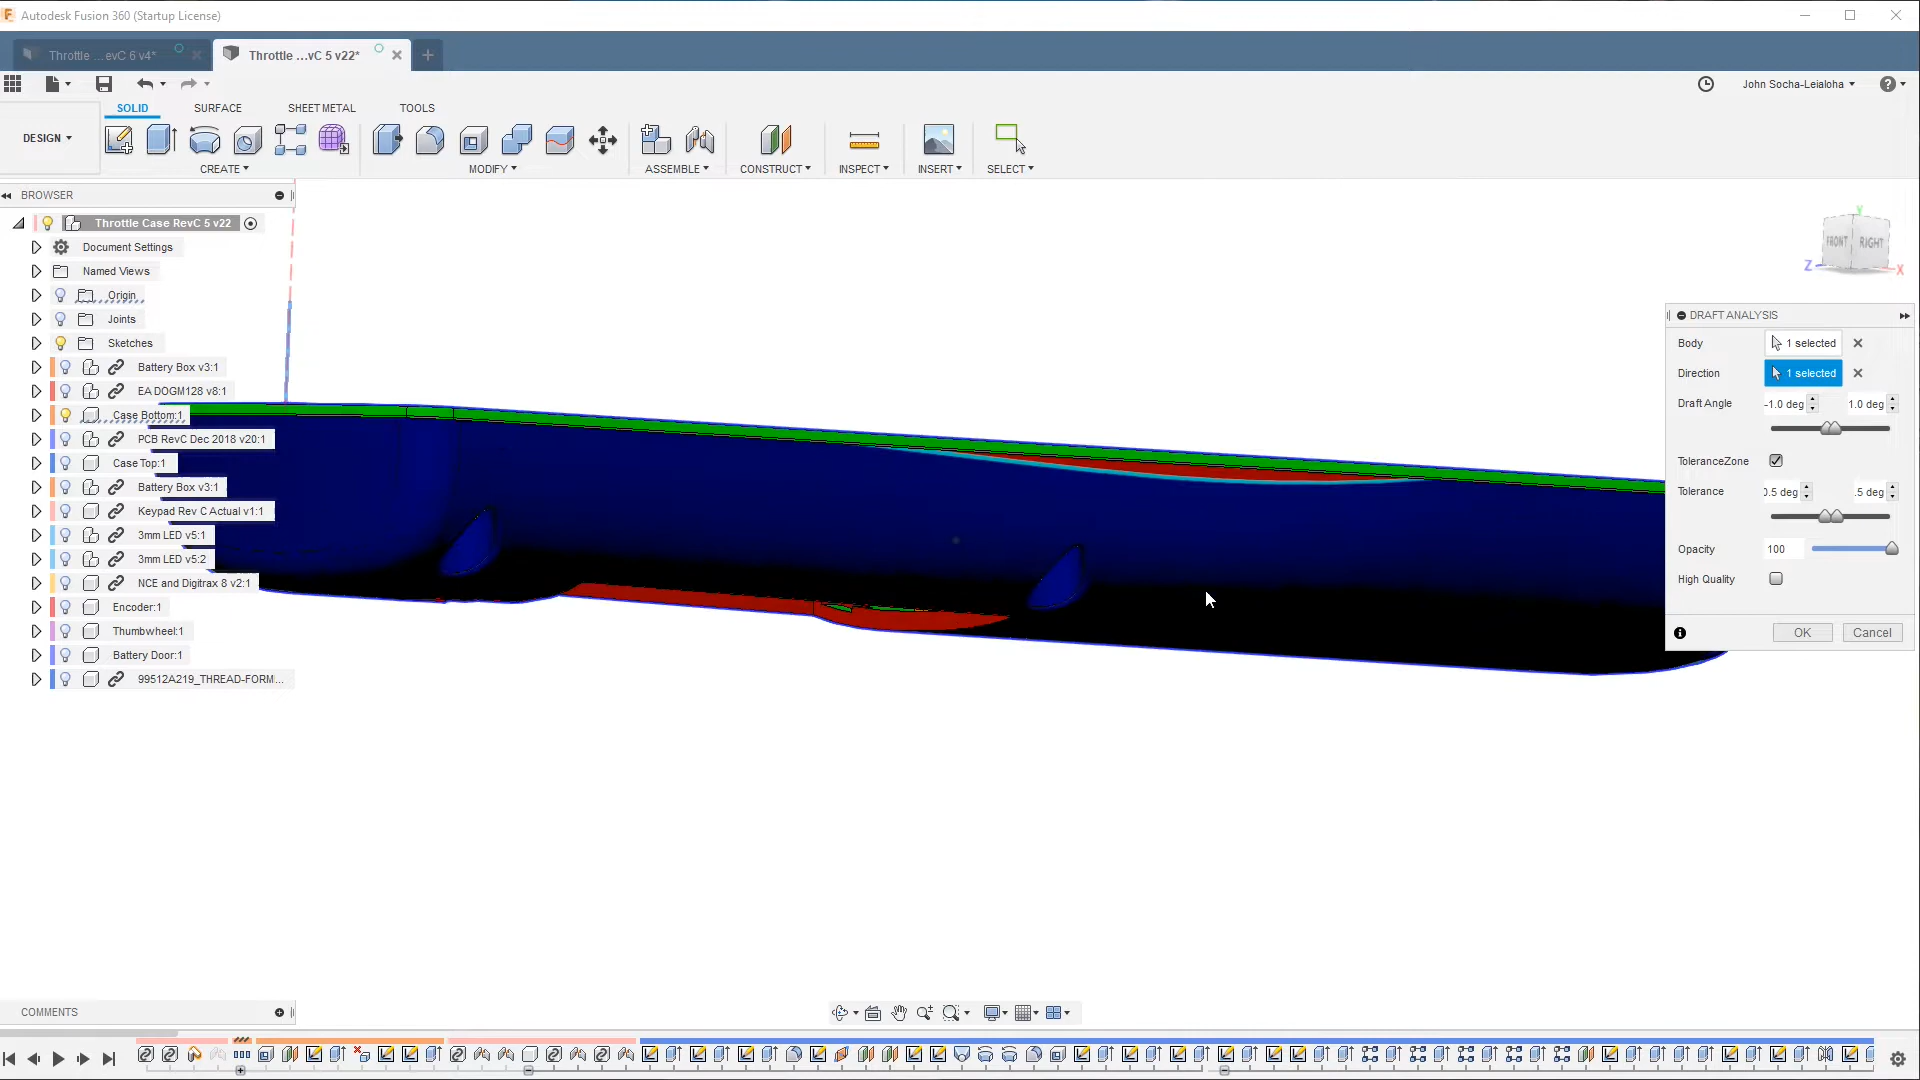 Autodesk Fusion 360 (Startup License)
Throttle ...evC 6 v4*
Throttle ...vC 5 v22*
John Socha-Leialoha
SOLID
SURFACE
SHEET METAL
TOOLS
DESIGN
CREATE
MODIFY
ASSEMBLE
CONSTRUCT
INSPECT
INSERT
SELECT
BROWSER
Throttle Case RevC 5 v22
Document Settings
Named Views
Origin
Joints
Sketches
Battery Box v3:1
EA DOGM128 v8:1
Case Bottom:1
PCB RevC Dec 2018 v20:1
Case Top:1
Battery Box v3:1
Keypad Rev C Actual v1:1
3mm LED v5:1
3mm LED v5:2
NCE and Digitrax 8 v2:1
Encoder:1
Thumbwheel:1
Battery Door:1
99512A219_THREAD-FORM...
Y
FRONT
RIGHT
Z
X
DRAFT ANALYSIS
Body 1 selected
Direction 1 selected
Draft Angle -1.0 deg 1.0 deg
ToleranceZone
Tolerance 0.5 deg .5 deg
Opacity 100
High Quality
OK Cancel
COMMENTS